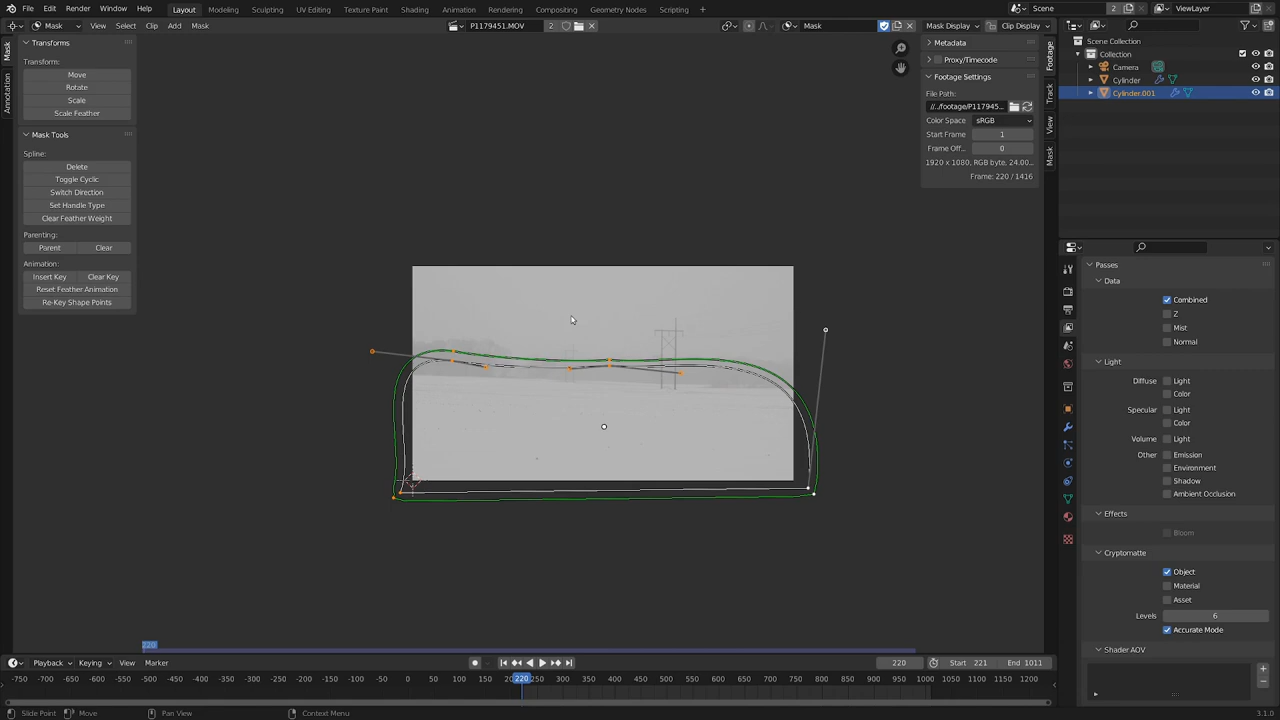 File Edit Render Window Help Layout Modeling Sculpting UV Editing Texture Paint Shading Animation Rendering Compositing Geometry Nodes Scripting Scene 2 ViewLayer
Mask View Select Clip Add Mask P1179451.MOV 2 Mask Mask Display Clip Display
Transforms
Transform:
Move
Rotate
Scale
Scale Feather
Mask Tools
Spline:
Delete
Toggle Cyclic
Switch Direction
Set Handle Type
Clear Feather Weight
Parenting:
Parent Clear
Animation:
Insert Key Clear Key
Reset Feather Animation
Re-Key Shape Points
Mask
Annotation
Metadata
Proxy/Timecode
Footage Settings
File Path:
//../footage/P117945...
Color Space sRGB
Start Frame 1
Frame Off... 0
1920 x 1080, RGB byte, 24.00...
Frame: 220 / 1416
Footage
Track
View
Mask
Scene Collection
Collection
Camera
Cylinder
Cylinder.001
Passes
Data
Combined
Z
Mist
Normal
Light
Diffuse Light
Color
Specular Light
Color
Volume Light
Other Emission
Environment
Shadow
Ambient Occlusion
Effects
Bloom
Cryptomatte
Object
Material
Asset
Levels 6
Accurate Mode
Shader AOV
220
Playback Keying View Marker 220 Start 221 End 1011
-750 -700 -650 -600 -550 -500 -450 -400 -350 -300 -250 -200 -150 -100 -50 0 50 100 150 220 250 300 350 400 450 500 550 600 650 700 750 800 850 900 950 1000 1050 1100 1150 1200
Slide Point Move Pan View Context Menu 3.1.0